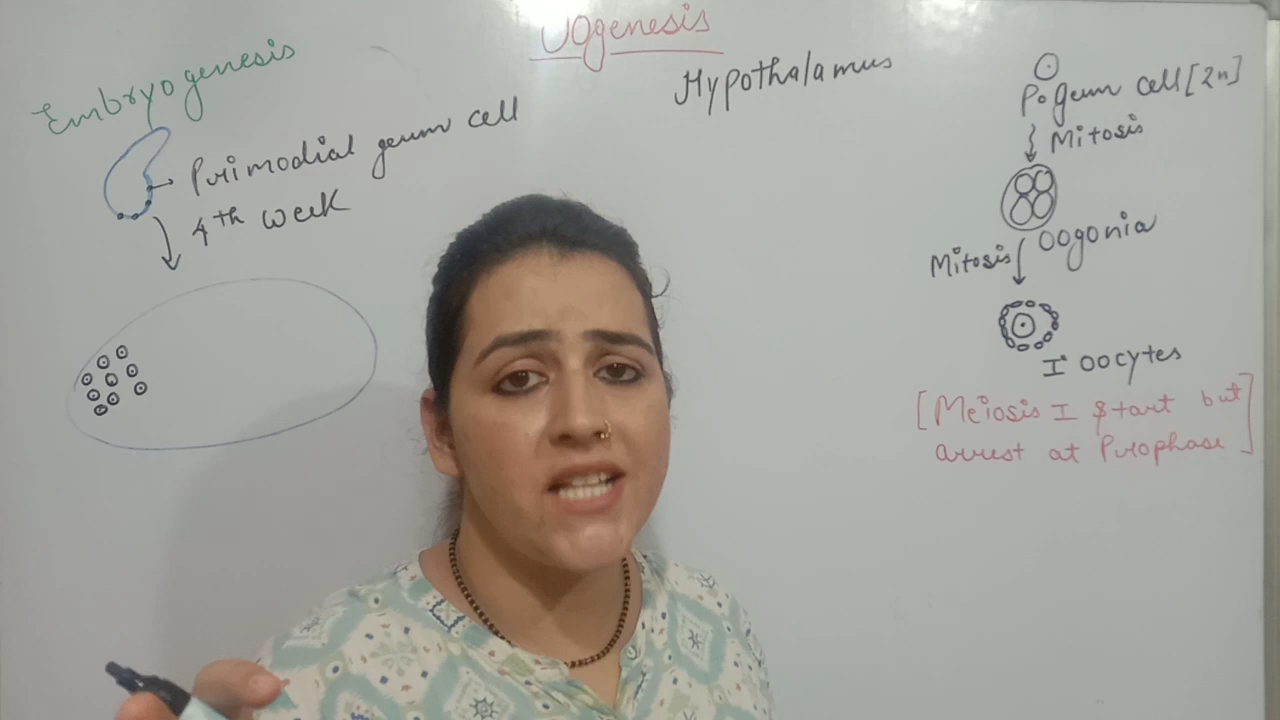 OOgenesis
Embryogenesis
Primodial germ cell
4th week
Hypothalamus
P. Germ cell [2n]
Mitosis
Oogonia
Mitosis
I° oocytes
[Meiosis I start but
arrest at Prophase]